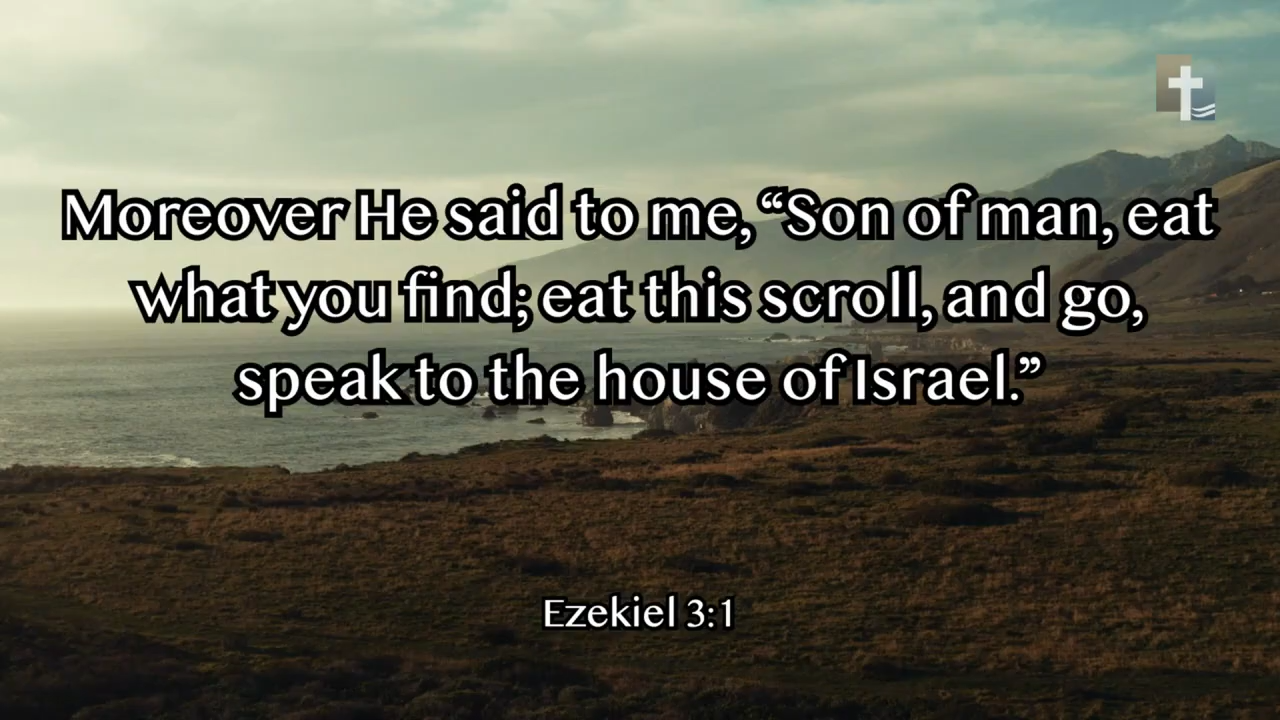 Moreover He said to me, “Son of man, eat
what you find; eat this scroll, and go,
speak to the house of Israel.”
Ezekiel 3:1